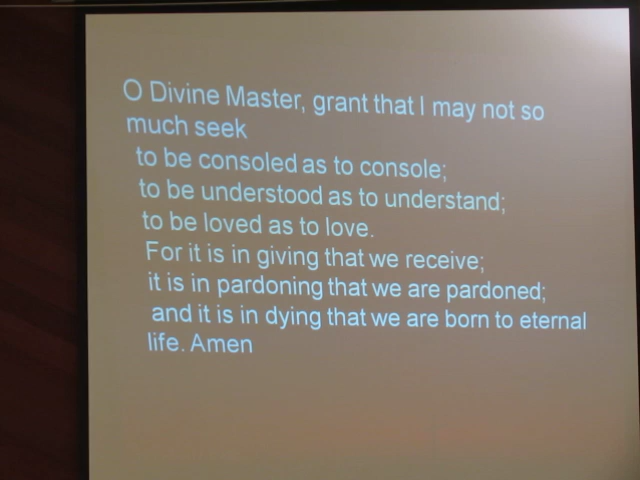 O Divine Master, grant that I may not so
much seek
to be consoled as to console;
to be understood as to understand;
to be loved as to love.
For it is in giving that we receive;
it is in pardoning that we are pardoned;
and it is in dying that we are born to eternal
life. Amen